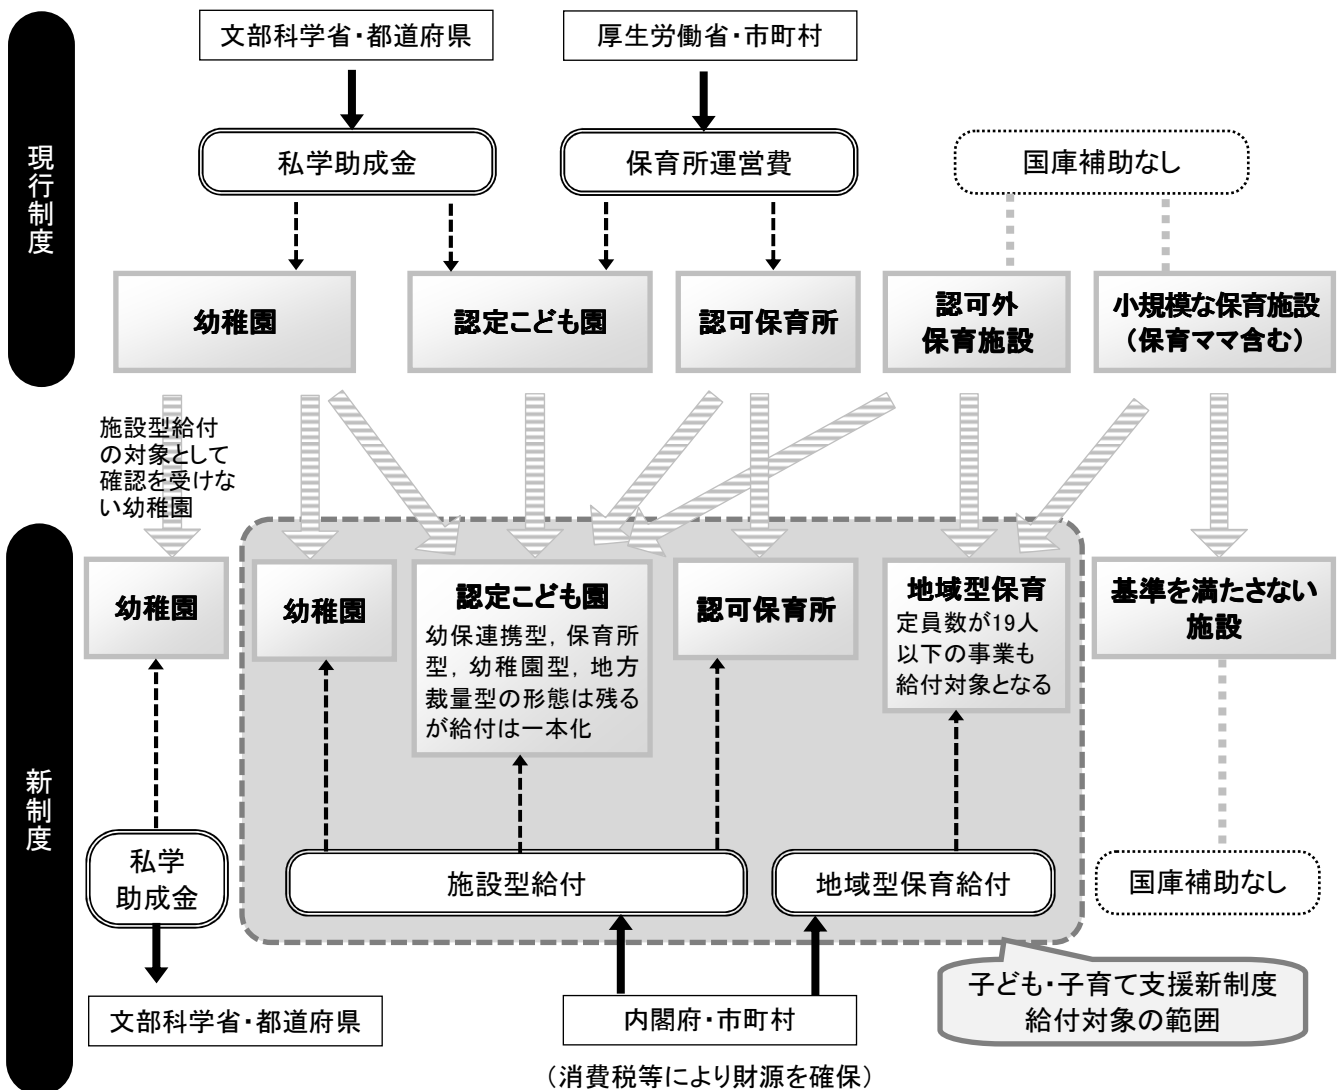 現行制度
文部科学省・都道府県
厚生労働省・市町村
私学助成金
保育所運営費
国庫補助なし
幼稚園
認定こども園
認可保育所
認可外
保育施設
小規模な保育施設
（保育ママ含む）
施設型給付
の対象として
確認を受けな
い幼稚園
新制度
幼稚園
幼稚園
認定こども園
幼保連携型，保育所
型，幼稚園型，地方
裁量型の形態は残る
が給付は一本化
認可保育所
地域型保育
定員数が19人
以下の事業も
給付対象となる
基準を満たさない
施設
私学
助成金
施設型給付
地域型保育給付
国庫補助なし
文部科学省・都道府県
内閣府・市町村
（消費税等により財源を確保）
子ども・子育て支援新制度
給付対象の範囲